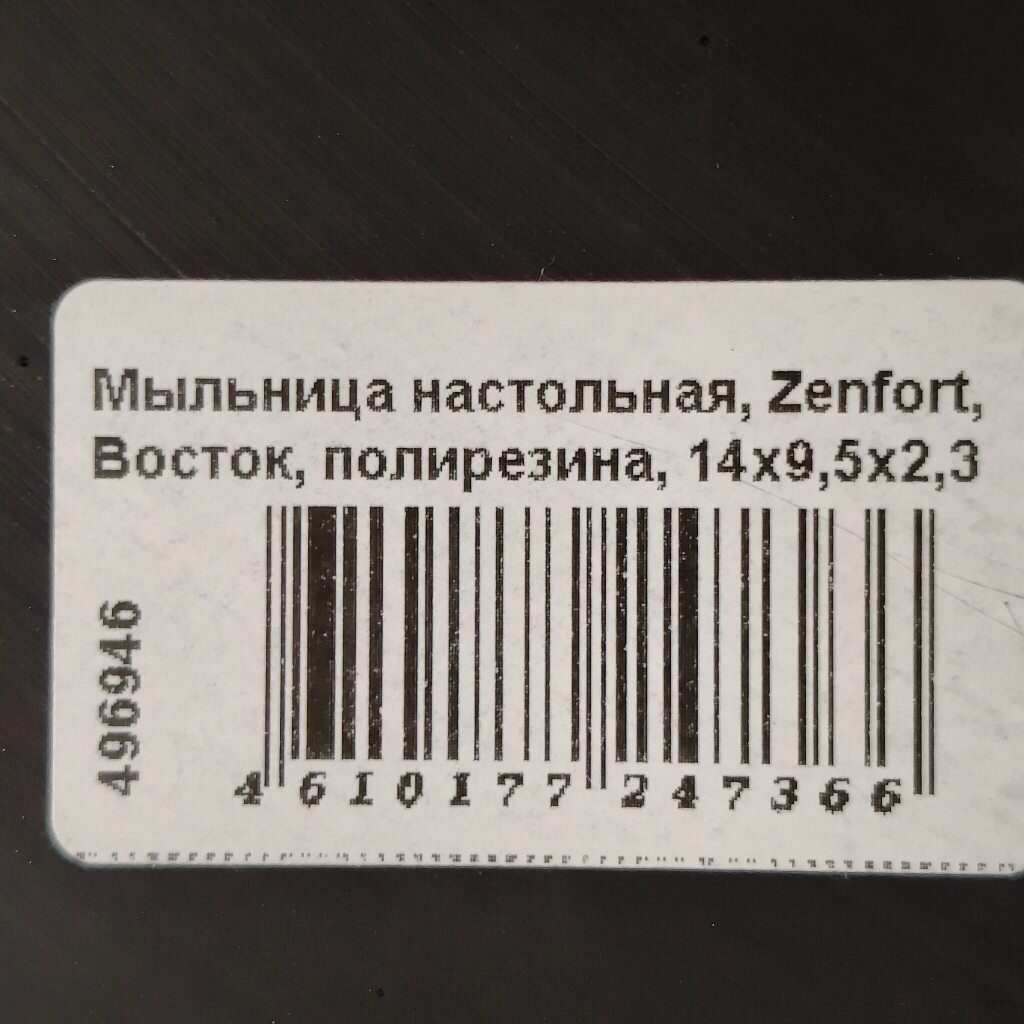 Мыльница настольная, Zenfort,
Восток, полирезина, 14x9,5x2,3
496946
4 610177 247366